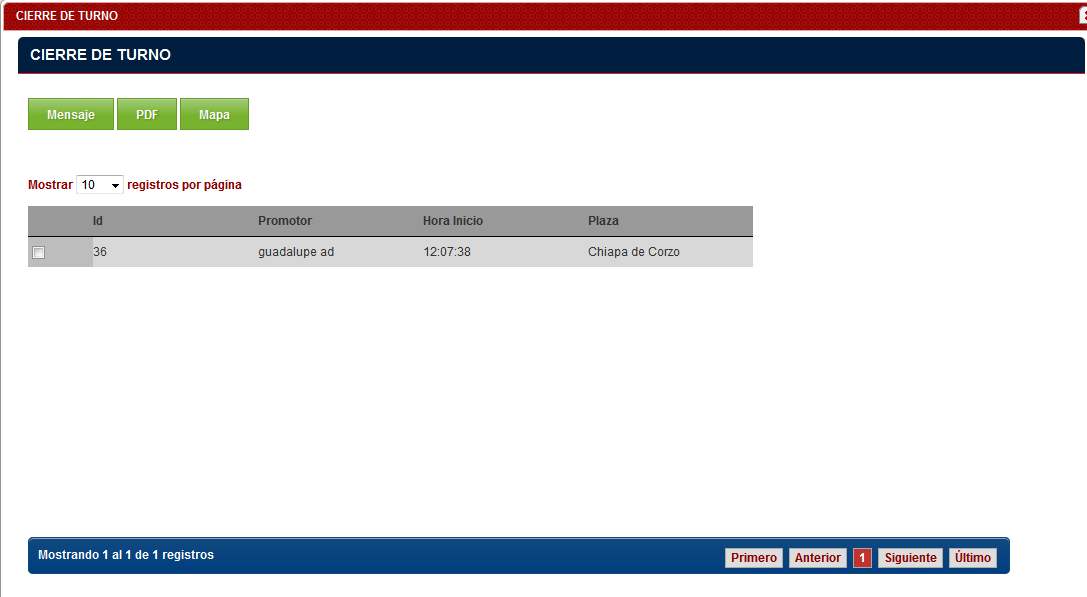 CIERRE DE TURNO
CIERRE DE TURNO
Mensaje PDF Mapa
Mostrar 10 registros por página
Id Promotor Hora Inicio Plaza
36 guadalupe ad 12:07:38 Chiapa de Corzo
Mostrando 1 al 1 de 1 registros Primero Anterior 1 Siguiente Último